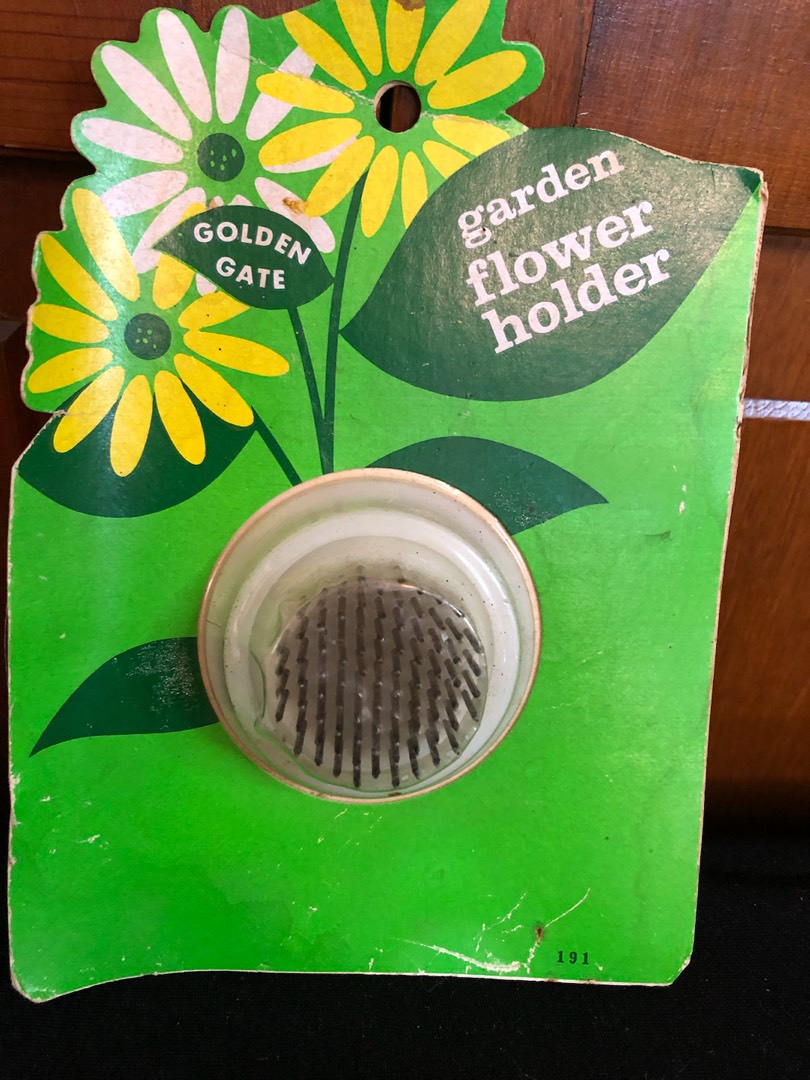 GOLDEN
GATE
garden
flower
holder
191